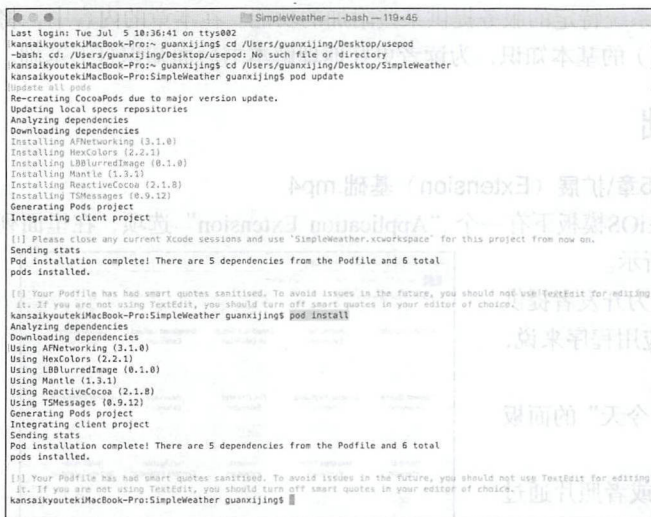 SimpleWeather — -bash — 119×45
Last login: Tue Jul  5 10:36:41 on ttys002
kansaikyoutekiMacBook-Pro:~ guanxijing$ cd /Users/guanxijing/Desktop/usepod
-bash: cd: /Users/guanxijing/Desktop/usepod: No such file or directory
kansaikyoutekiMacBook-Pro:~ guanxijing$ cd /Users/guanxijing/Desktop/SimpleWeather
kansaikyoutekiMacBook-Pro:SimpleWeather guanxijing$ pod update
Update all pods
Re-creating CocoaPods due to major version update.
Updating local specs repositories
Analyzing dependencies
Downloading dependencies
Installing AFNetworking (3.1.0)
Installing HexColors (2.2.1)
Installing LBBlurredImage (0.1.0)
Installing Mantle (1.3.1)
Installing ReactiveCocoa (2.1.8)
Installing TSMessages (0.9.12)
Generating Pods project
Integrating client project
[!] Please close any current Xcode sessions and use `SimpleWeather.xcworkspace` for this project from now on.
Sending stats
Pod installation complete! There are 5 dependencies from the Podfile and 6 total
pods installed.
[!] Your Podfile has had smart quotes sanitised. To avoid issues in the future, you should not use TextEdit for editing
it. If you are not using TextEdit, you should turn off smart quotes in your editor of choice.
kansaikyoutekiMacBook-Pro:SimpleWeather guanxijing$ pod install
Analyzing dependencies
Downloading dependencies
Using AFNetworking (3.1.0)
Using HexColors (2.2.1)
Using LBBlurredImage (0.1.0)
Using Mantle (1.3.1)
Using ReactiveCocoa (2.1.8)
Using TSMessages (0.9.12)
Generating Pods project
Integrating client project
Sending stats
Pod installation complete! There are 5 dependencies from the Podfile and 6 total
pods installed.
[!] Your Podfile has had smart quotes sanitised. To avoid issues in the future, you should not use TextEdit for editing
it. If you are not using TextEdit, you should turn off smart quotes in your editor of choice.
kansaikyoutekiMacBook-Pro:SimpleWeather guanxijing$